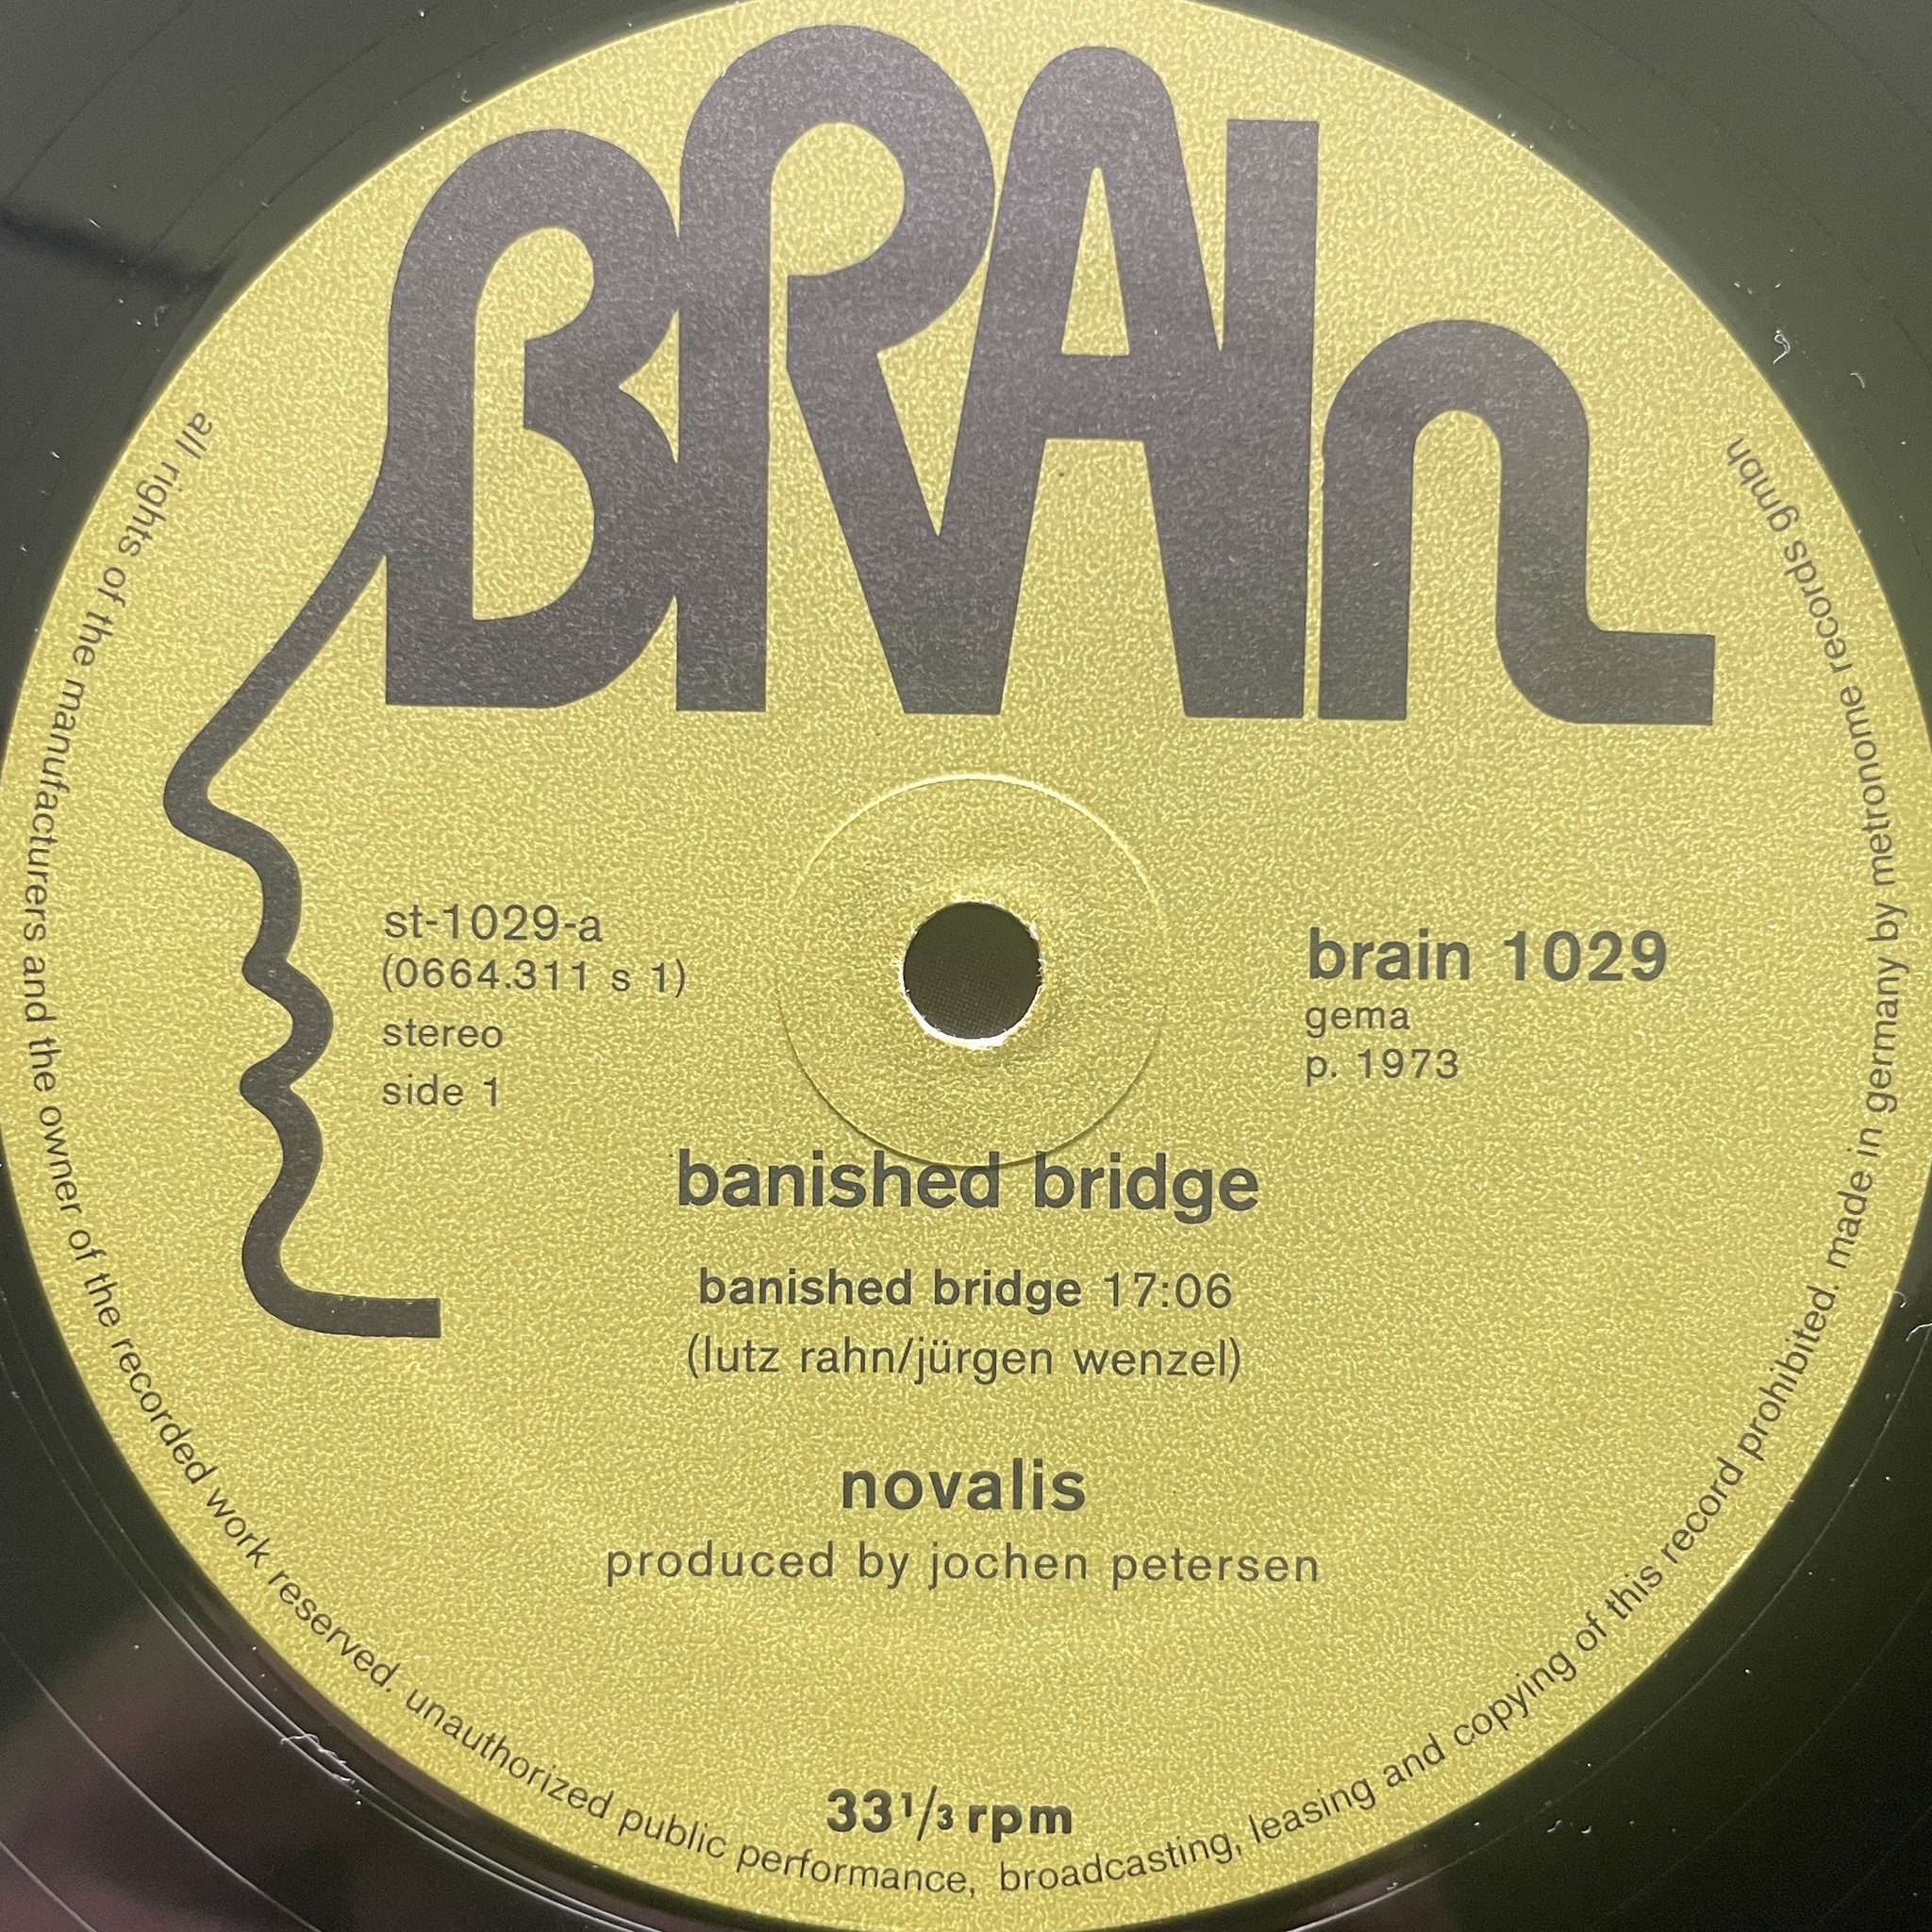 BRAIn
st-1029-a
(0664.311 s 1)
stereo
side 1
brain 1029
gema
p. 1973
banished bridge
banished bridge 17:06
(lutz rahn/jürgen wenzel)
novalis
produced by jochen petersen
33 1/3 rpm
all rights of the manufacturers and the owner of the recorded work reserved. unauthorized public performance, broadcasting, leasing and copying of this record prohibited. made in germany by metronome records gmbh